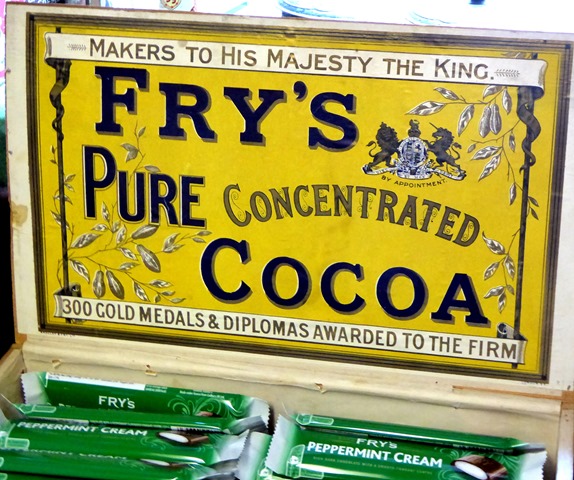 MAKERS TO HIS MAJESTY THE KING.
FRY'S
BY APPOINTMENT.
PURE CONCENTRATED
COCOA
300 GOLD MEDALS & DIPLOMAS AWARDED TO THE FIRM
FRY's
FRY's
PEPPERMINT CREAM
PEPPERMINT CREAM